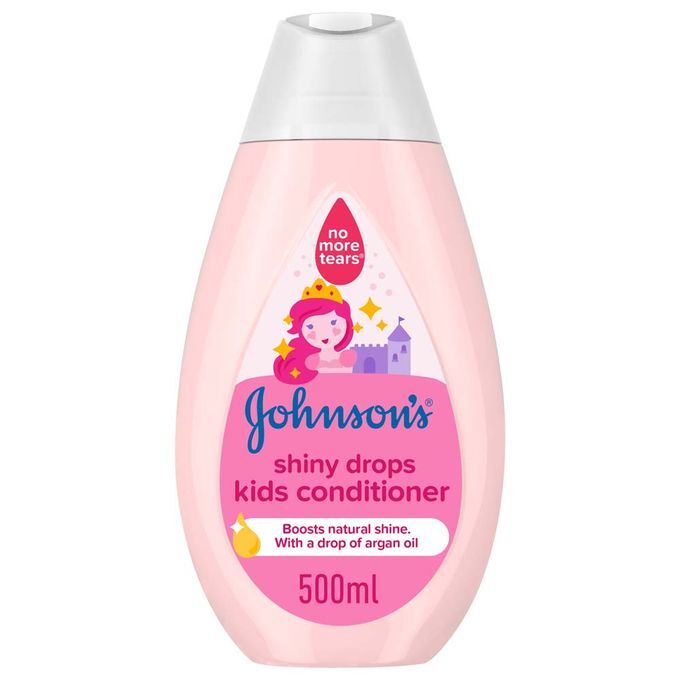 no
more
tears®
Johnson's®
shiny drops
kids conditioner
Boosts natural shine.
With a drop of argan oil
500ml